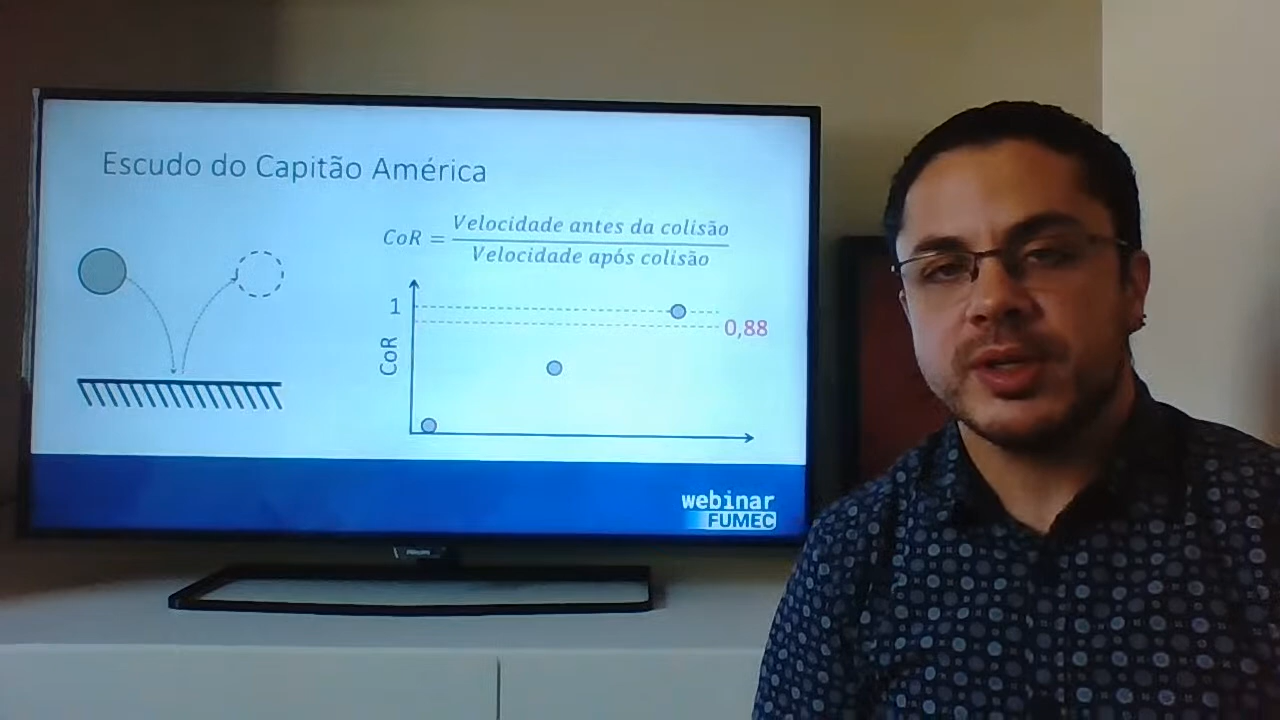 Escudo do Capitão América
CoR = Velocidade antes da colisão / Velocidade após colisão
1
0,88
CoR
webinar
FUMEC